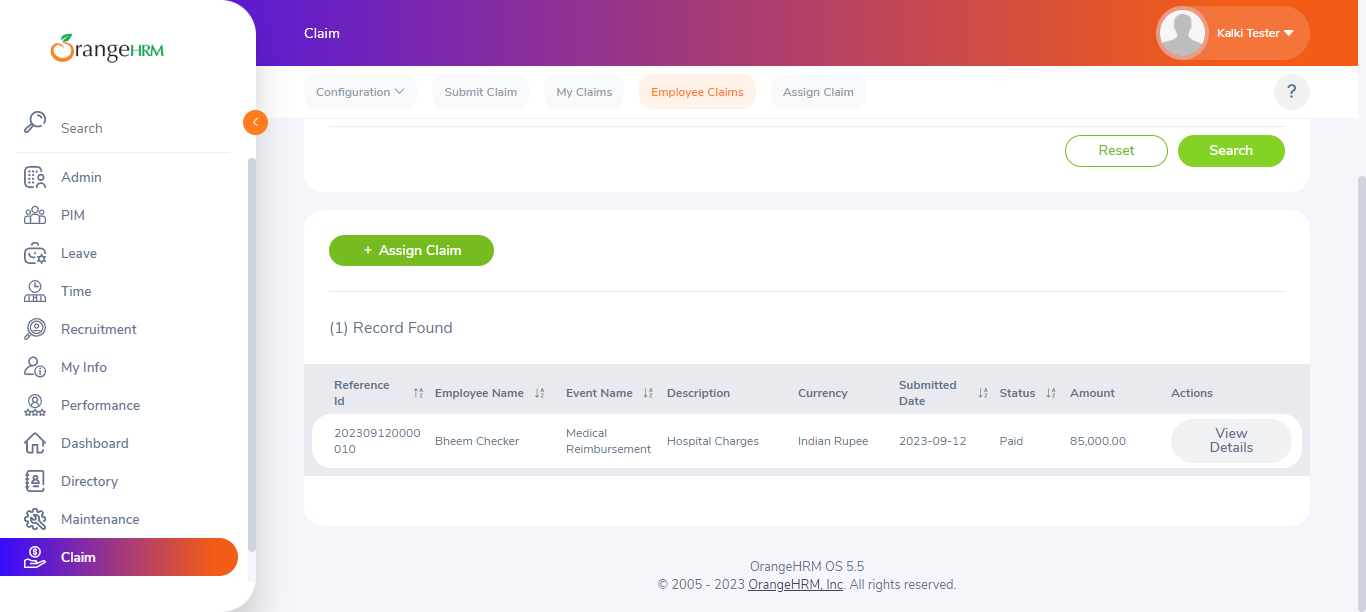 OrangeHRM
Claim
Kalki Tester
Configuration
Submit Claim
My Claims
Employee Claims
Assign Claim
?
Search
Admin
PIM
Leave
Time
Recruitment
My Info
Performance
Dashboard
Directory
Maintenance
Claim
Reset
Search
+ Assign Claim
(1) Record Found
Reference
Id
Employee Name
Event Name
Description
Currency
Submitted
Date
Status
Amount
Actions
202309120000
010
Bheem Checker
Medical
Reimbursement
Hospital Charges
Indian Rupee
2023-09-12
Paid
85,000.00
View
Details
OrangeHRM OS 5.5
© 2005 - 2023 OrangeHRM, Inc. All rights reserved.